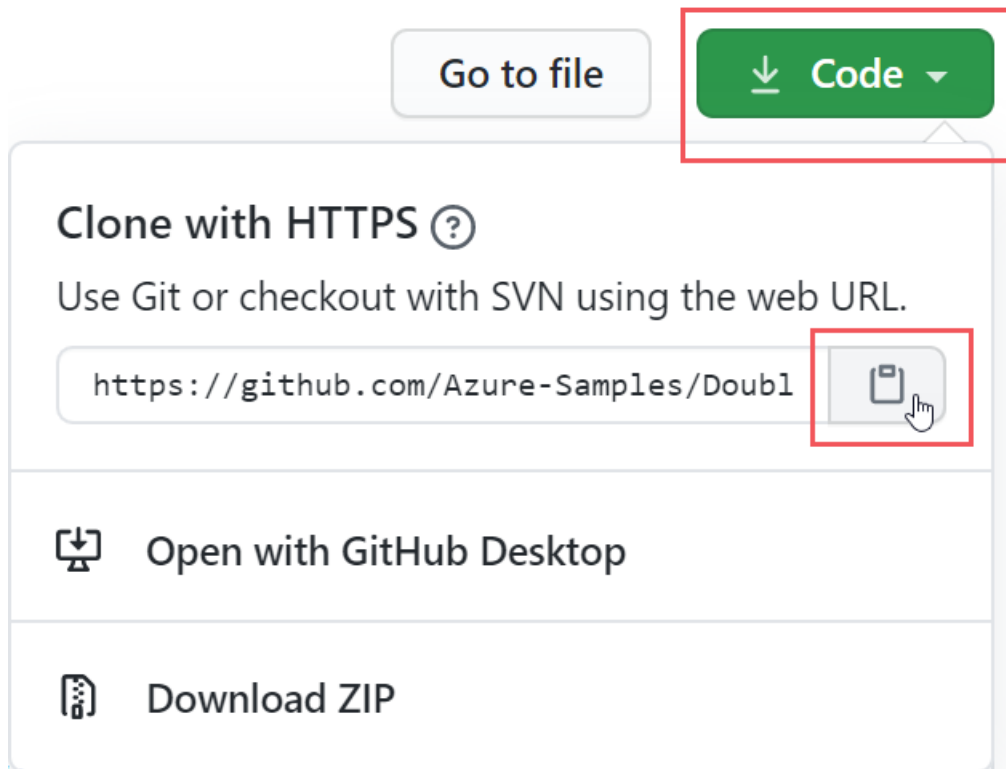 Go to file
Code
Clone with HTTPS ?
Use Git or checkout with SVN using the web URL.
https://github.com/Azure-Samples/Doubl
Open with GitHub Desktop
Download ZIP